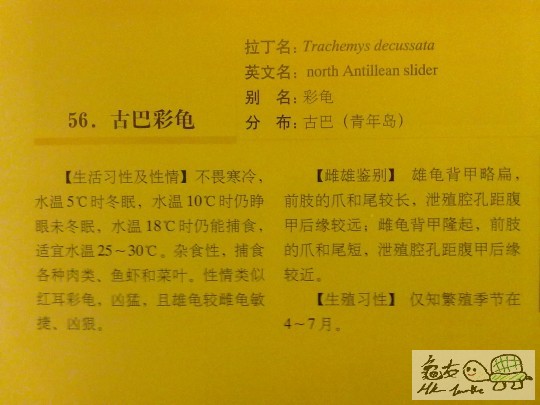 拉丁名：Trachemys decussata
英文名：north Antillean slider
别　名：彩龟
分　布：古巴（青年岛）
56．古巴彩龟
【生活习性及性情】不畏寒冷，
水温5℃时冬眠，水温10℃时仍睁
眼未冬眠，水温18℃时仍能捕食，
适宜水温25～30℃。杂食性，捕食
各种肉类、鱼虾和菜叶。性情类似
红耳彩龟，凶猛，且雄龟较雌龟敏
捷、凶狠。
【雌雄鉴别】 雄龟背甲略扁，
前肢的爪和尾较长，泄殖腔孔距腹
甲后缘较远；雌龟背甲隆起，前肢
的爪和尾短，泄殖腔孔距腹甲后缘
较近。
【生殖习性】 仅知繁殖季节在
4～7月。